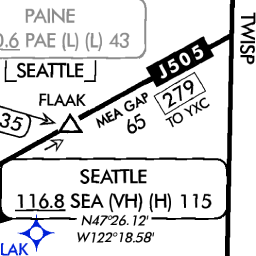 PAINE
0.6 PAE (L) (L) 43
SEATTLE
FLAAK
35
J505
MEA GAP
65
279
TO YXC
TWISP
SEATTLE
116.8 SEA (VH) (H) 115
N47°26.12'
W122°18.58'
LAK